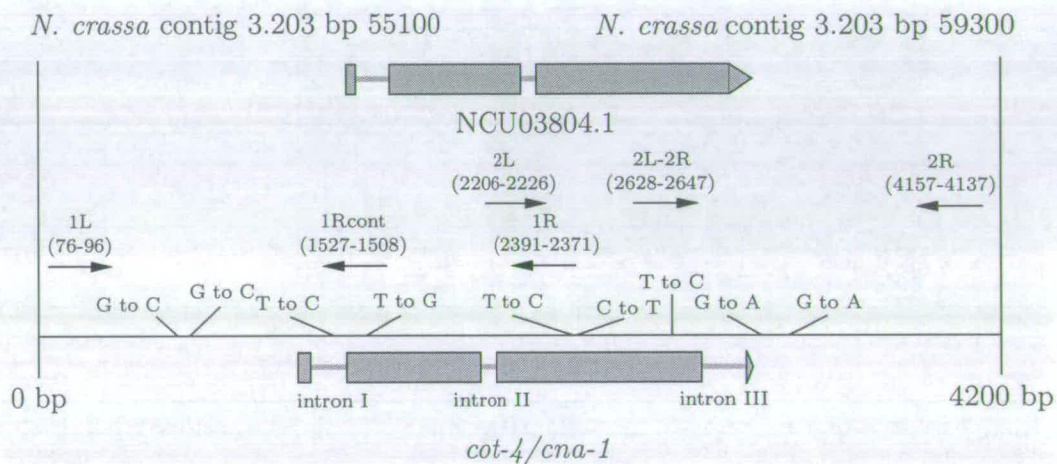 N. crassa contig 3.203 bp 55100 N. crassa contig 3.203 bp 59300
NCU03804.1
2L 2L-2R 2R
(2206-2226) (2628-2647) (4157-4137)
1L 1Rcont 1R
(76-96) (1527-1508) (2391-2371)
T to C
G to C G to C T to C T to G T to C C to T G to A G to A
intron I intron II intron III
0 bp 4200 bp
cot-4/cna-1